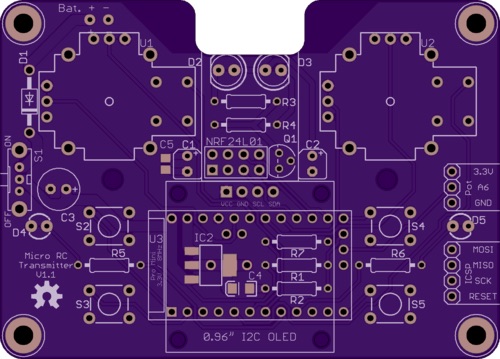 Bat. + -
U1
U2
D1
D2
D3
R3
R4
Q1
NRF24L01
C5
C1
C2
ON
S1
OFF
C3
D4
VCC GND SCL SDA
3.3V
A6
GND
Pot
D5
S2
S4
U3
IC2
R5
R7
R6
R1
C4
R2
S3
S5
Micro RC
Transmitter
V1.1
MOSI
MISO
SCK
RESET
ICSP
0.96" I2C OLED